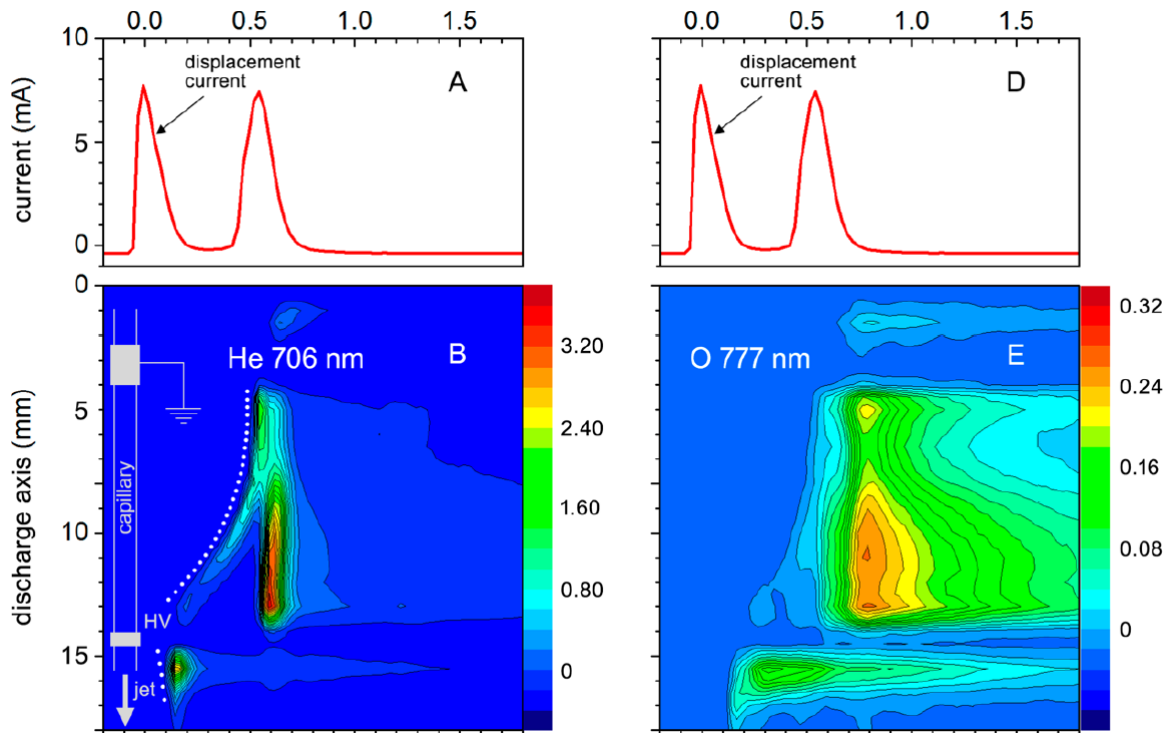 0.0 0.5 1.0 1.5
0.0 0.5 1.0 1.5
10
5
0
current (mA)
displacement
current
A
displacement
current
D
0
5
10
15
discharge axis (mm)
He 706 nm
B
capillary
HV
jet
3.20
2.40
1.60
0.80
0
O 777 nm
E
0.32
0.24
0.16
0.08
0